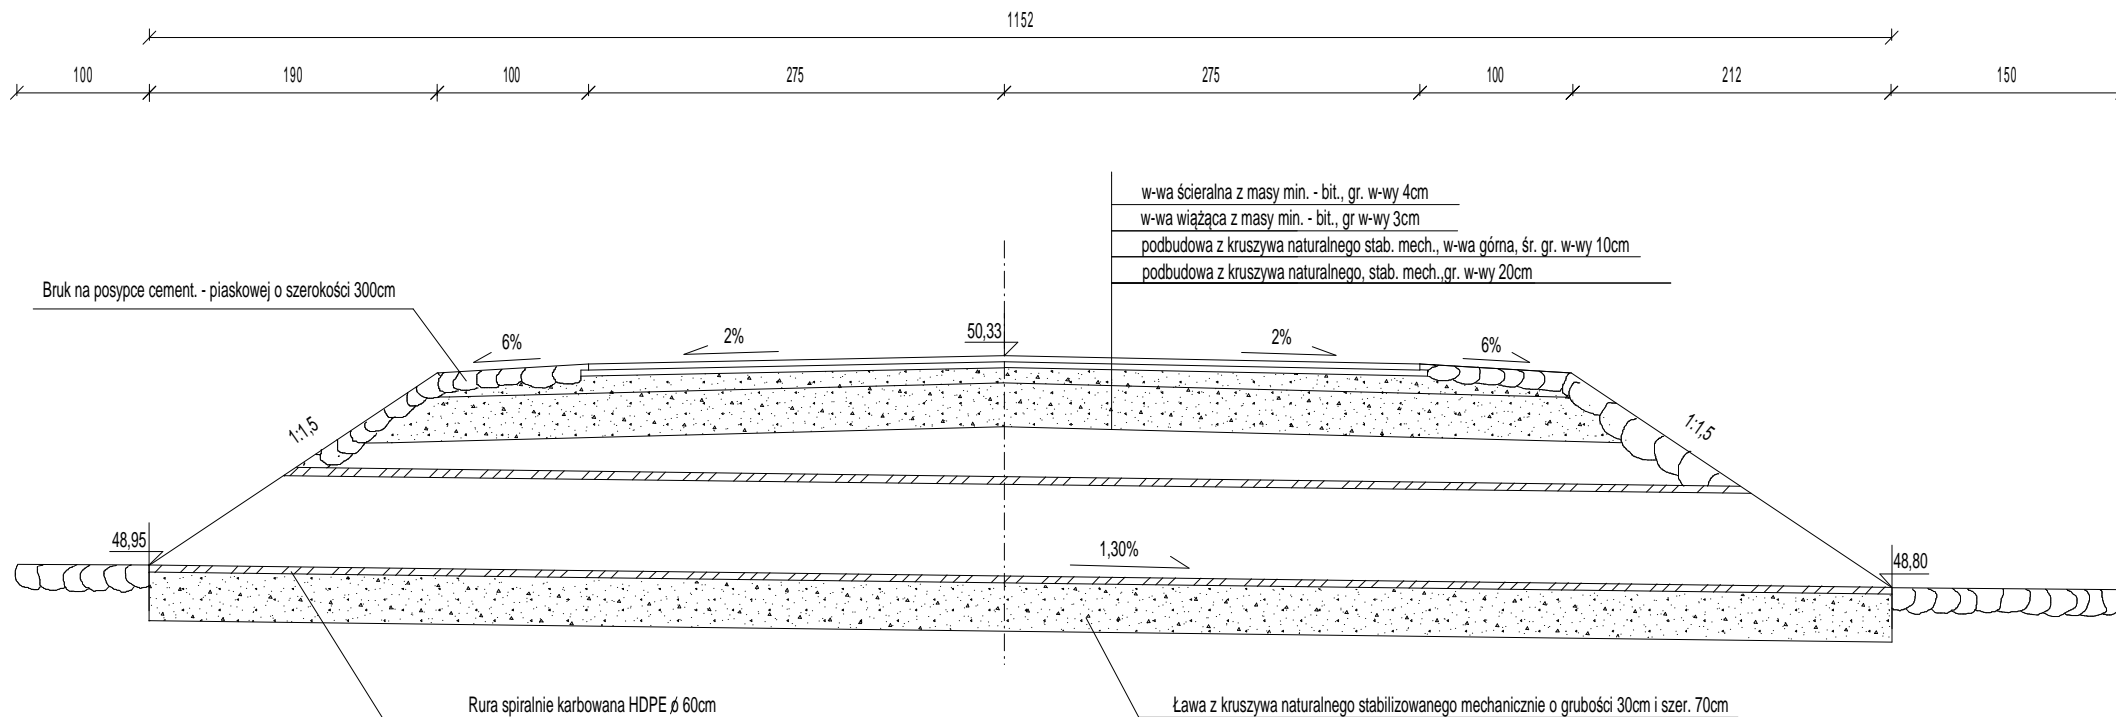 1152
100 190 100 275 275 100 212 150
w-wa ścieralna z masy min. - bit., gr. w-wy 4cm
w-wa wiążąca z masy min. - bit., gr w-wy 3cm
podbudowa z kruszywa naturalnego stab. mech., w-wa górna, śr. gr. w-wy 10cm
podbudowa z kruszywa naturalnego, stab. mech.,gr. w-wy 20cm
Bruk na posypce cement. - piaskowej o szerokości 300cm
6% 2% 50,33 2% 6%
1:1,5 1:1,5
48,95 1,30% 48,80
Rura spiralnie karbowana HDPE ϕ 60cm
Ława z kruszywa naturalnego stabilizowanego mechanicznie o grubości 30cm i szer. 70cm